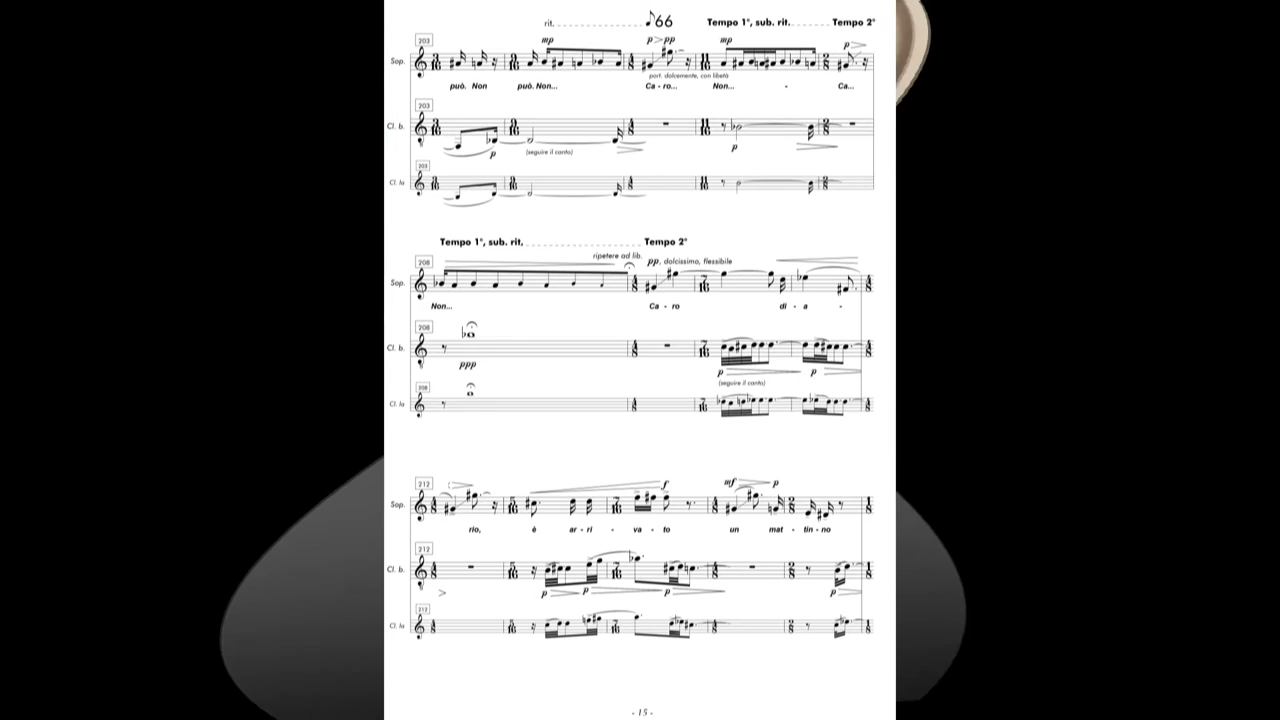 rit. ♪66 Tempo 1°, sub. rit. Tempo 2°
203 mp p pp mp p
Sop.
port. dolcemente, con libetà
può. Non può. Non... Ca - ro... Non... - Ca...
203
Cl. b.
p (seguire il canto) p
203
Cl. la
Tempo 1°, sub. rit. Tempo 2°
ripetere ad lib.
208 pp, dolcissimo, flessibile
Sop.
Non... Ca - ro di - a -
208
Cl. b.
ppp p p
(seguire il canto)
208
Cl. la
212 f mf p
Sop.
rio, è ar - ri - va - to un mat - tin - no
212
Cl. b.
p p p p
212
Cl. la
- 15 -